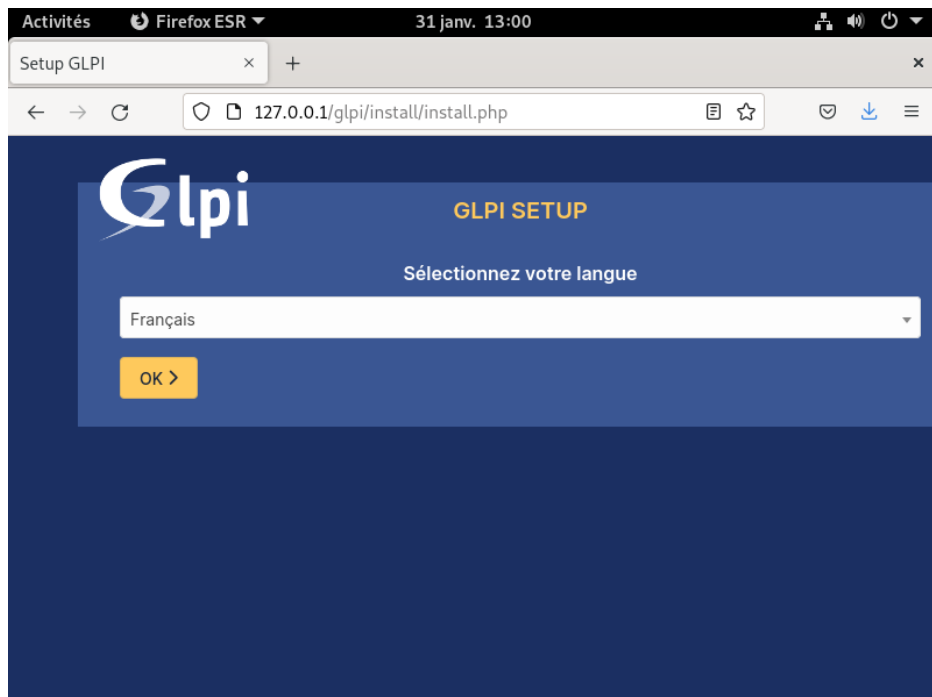 Activités Firefox ESR 31 janv. 13:00
Setup GLPI
127.0.0.1/glpi/install/install.php
Glpi
GLPI SETUP
Sélectionnez votre langue
Français
OK